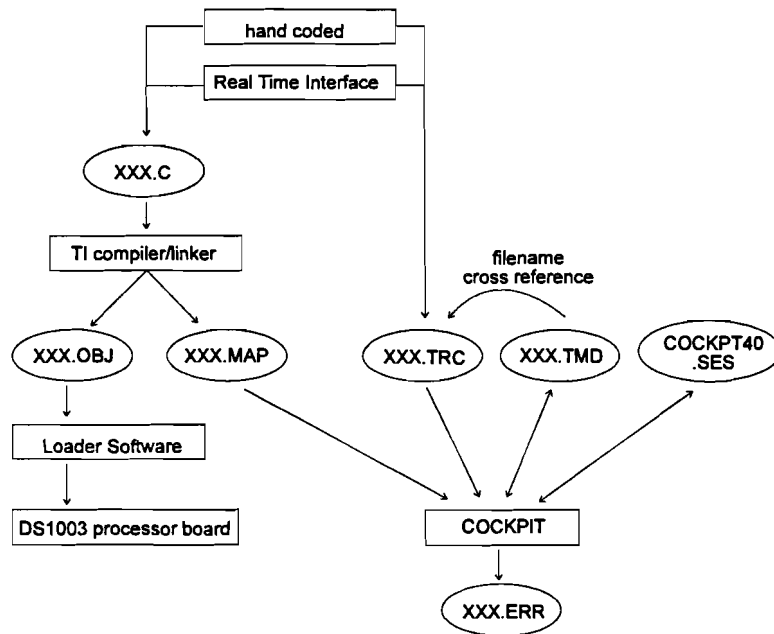 hand coded
Real Time Interface
XXX.C
TI compiler/linker
filename
cross reference
XXX.OBJ
XXX.MAP
XXX.TRC
XXX.TMD
COCKPT40
.SES
Loader Software
DS1003 processor board
COCKPIT
XXX.ERR